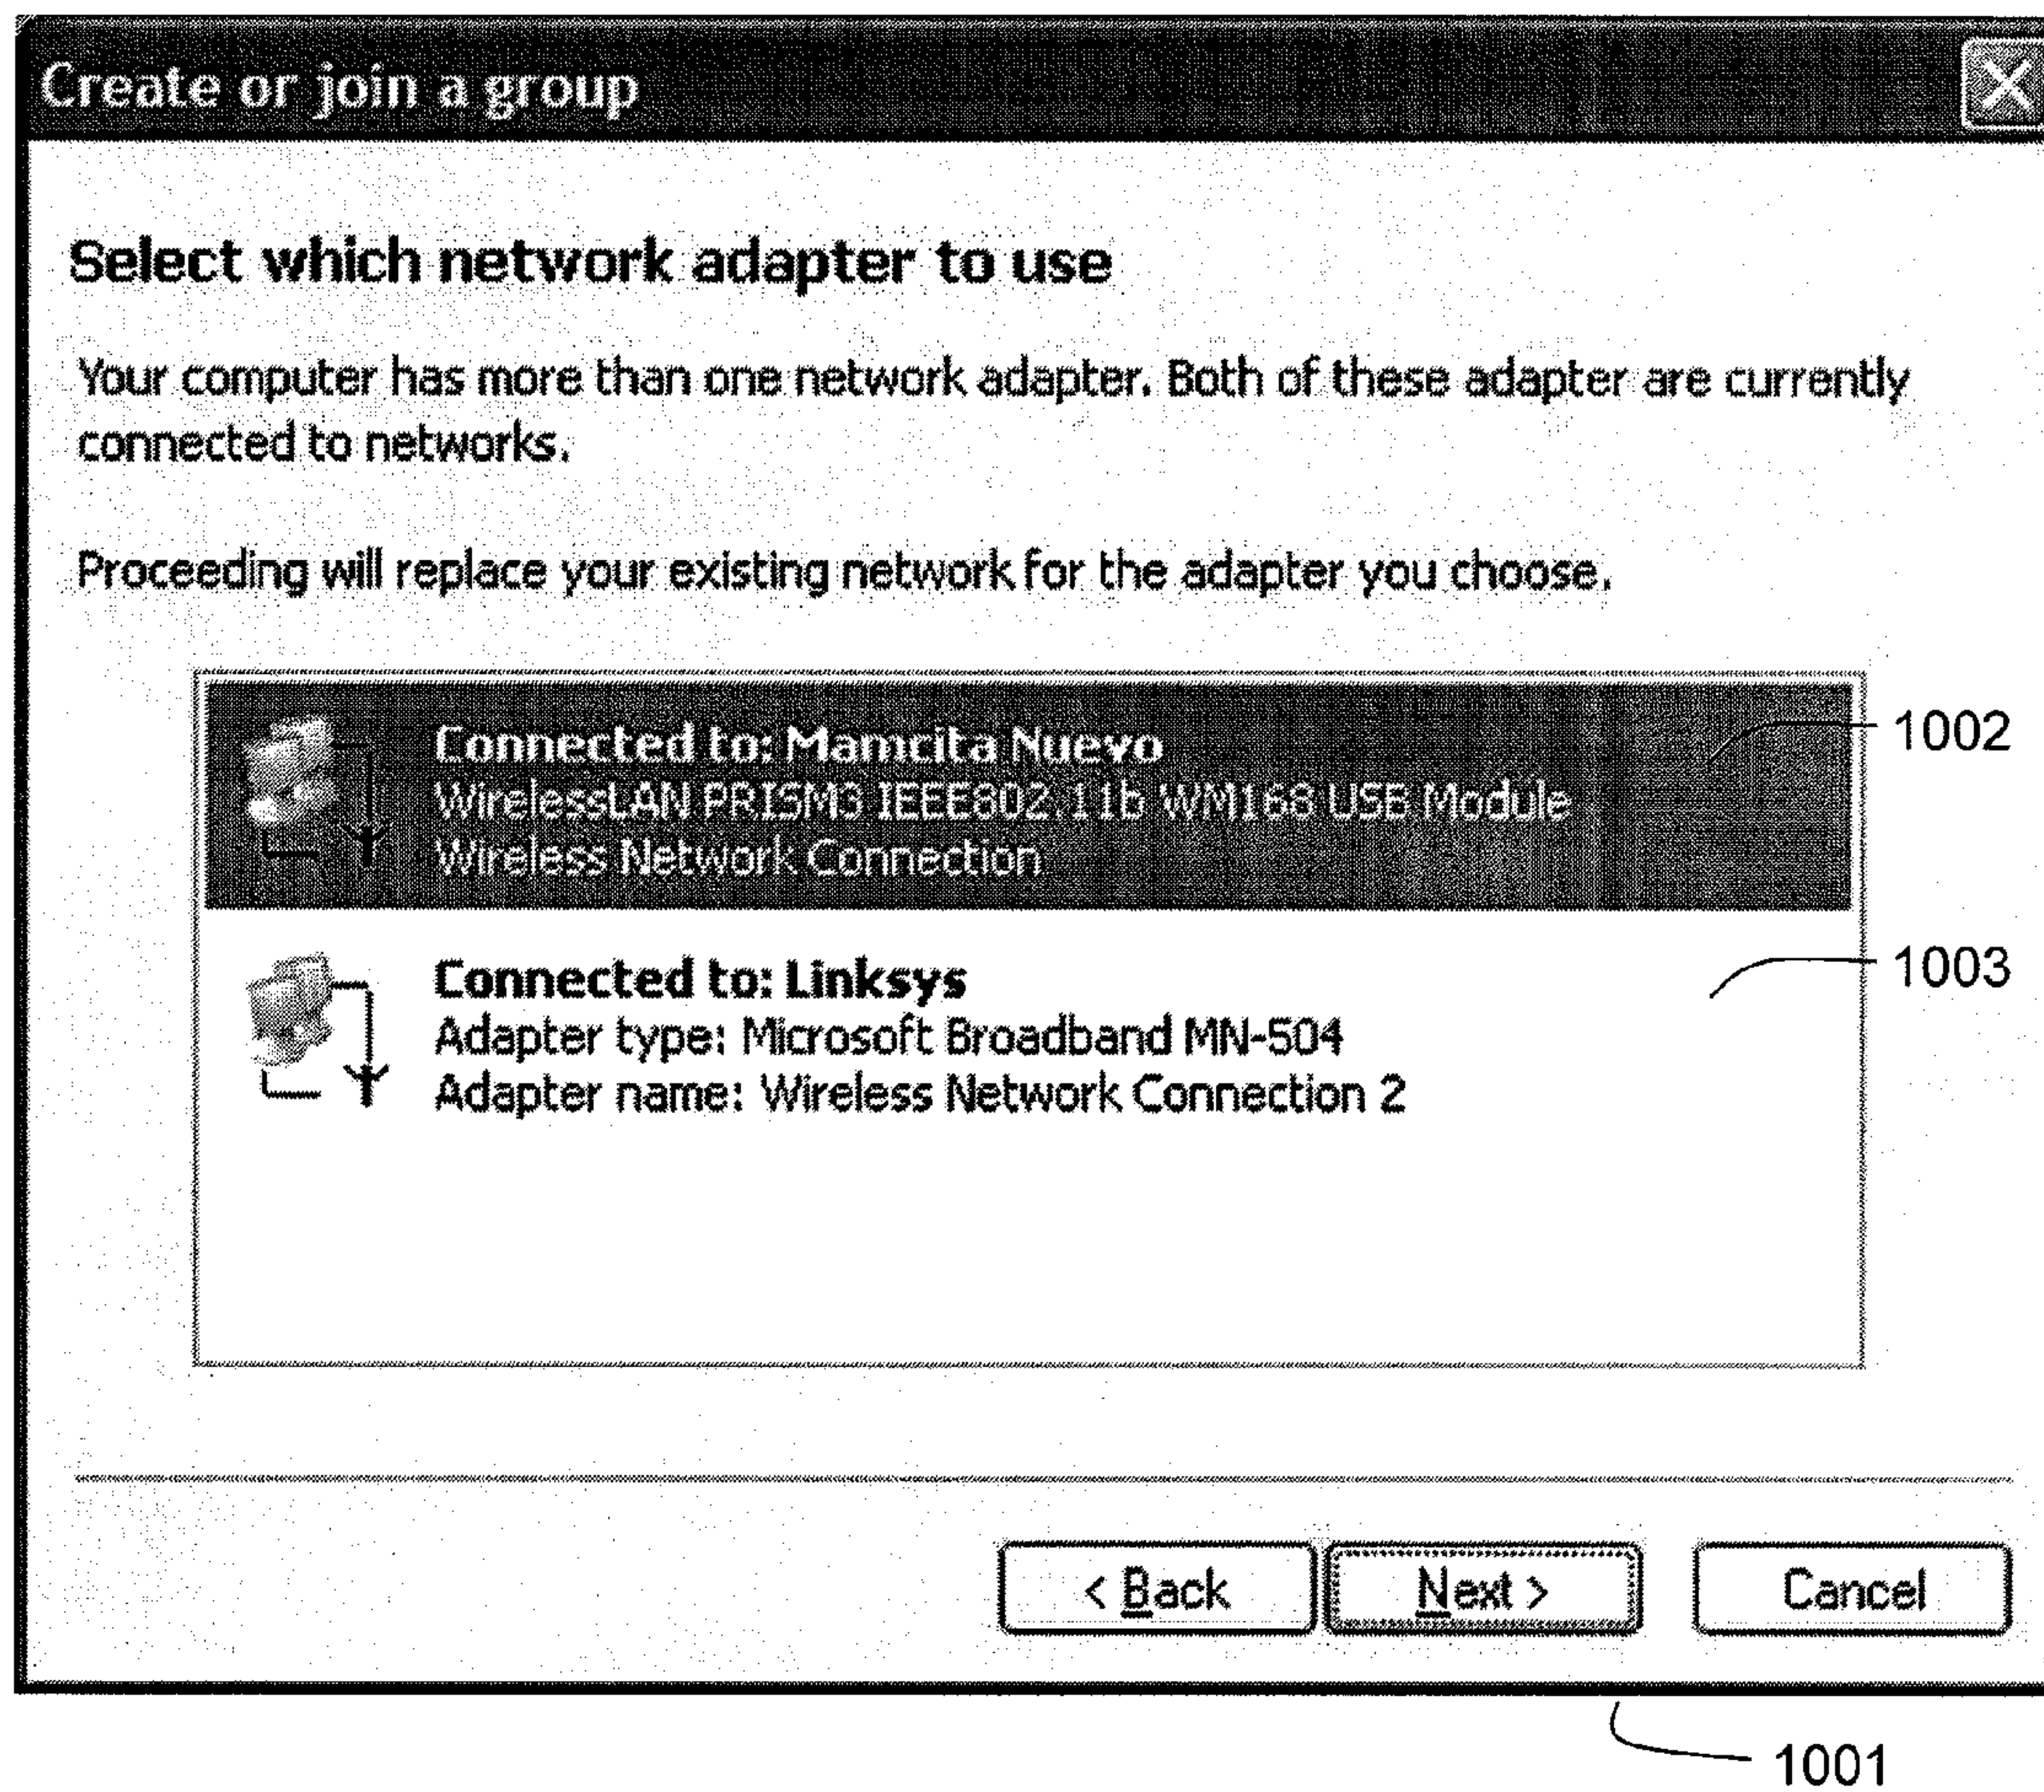 Create or join a group
Select which network adapter to use
Your computer has more than one network adapter. Both of these adapter are currently
connected to networks.
Proceeding will replace your existing network for the adapter you choose.
Connected to: Mamcita Nuevo
WirelessLAN PRISM3 IEEE802.11b WM168 USB Module
Wireless Network Connection
1002
Connected to: Linksys
Adapter type: Microsoft Broadband MN-504
Adapter name: Wireless Network Connection 2
1003
< Back
Next >
Cancel
1001